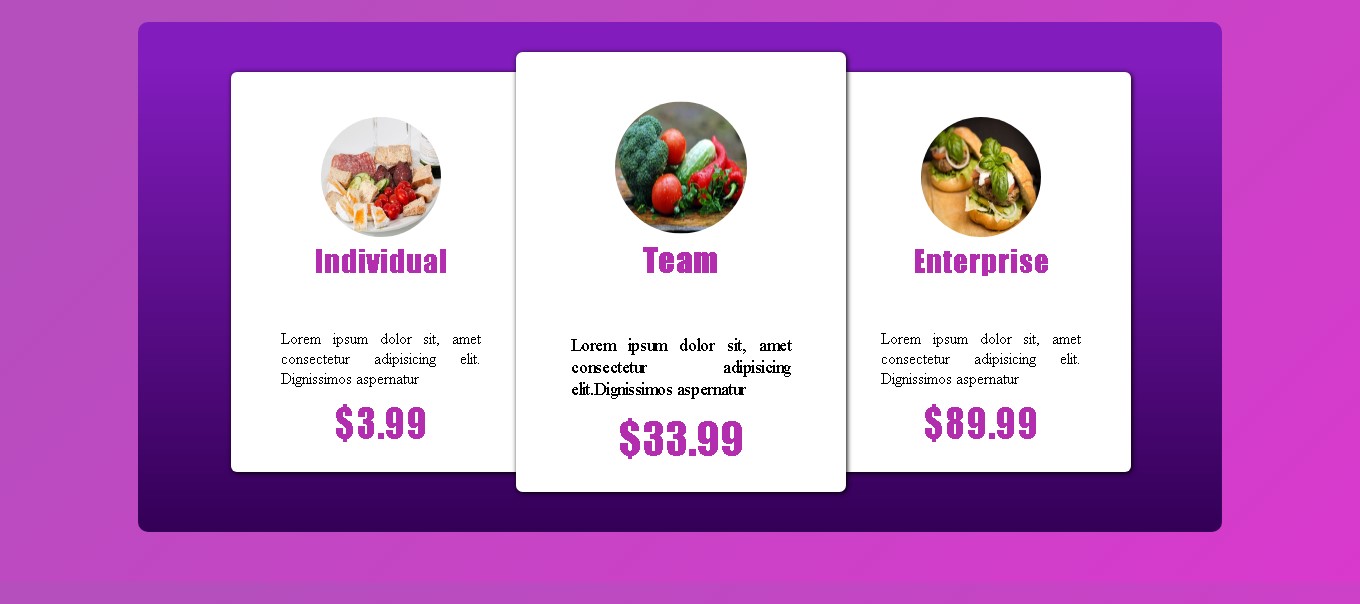 Individual
Lorem ipsum dolor sit, amet
consectetur adipisicing elit.
Dignissimos aspernatur
$3.99
Team
Lorem ipsum dolor sit, amet
consectetur adipisicing
elit.Dignissimos aspernatur
$33.99
Enterprise
Lorem ipsum dolor sit, amet
consectetur adipisicing elit.
Dignissimos aspernatur
$89.99